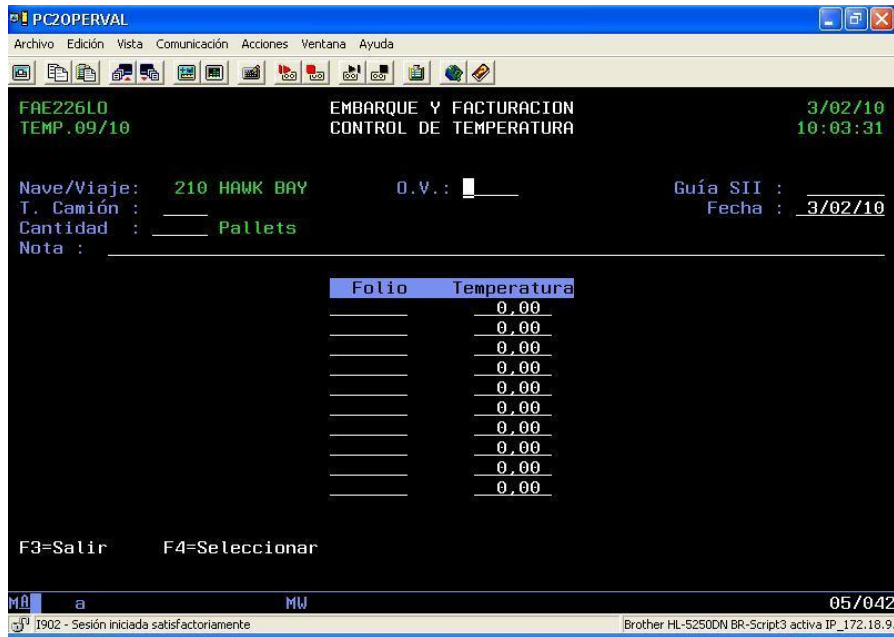 PC2OPERVAL
Archivo Edición Vista Comunicación Acciones Ventana Ayuda
FAE226LO EMBARQUE Y FACTURACION 3/02/10
TEMP.09/10 CONTROL DE TEMPERATURA 10:03:31
Nave/Viaje: 210 HAWK BAY O.V.: Guía SII :
T. Camión : Fecha : 3/02/10
Cantidad : Pallets
Nota :
Folio Temperatura
0,00
0,00
0,00
0,00
0,00
0,00
0,00
0,00
0,00
0,00
F3=Salir F4=Seleccionar
MA a MW 05/042
I902 - Sesión iniciada satisfactoriamente Brother HL-5250DN BR-Script3 activa IP_172.18.9.